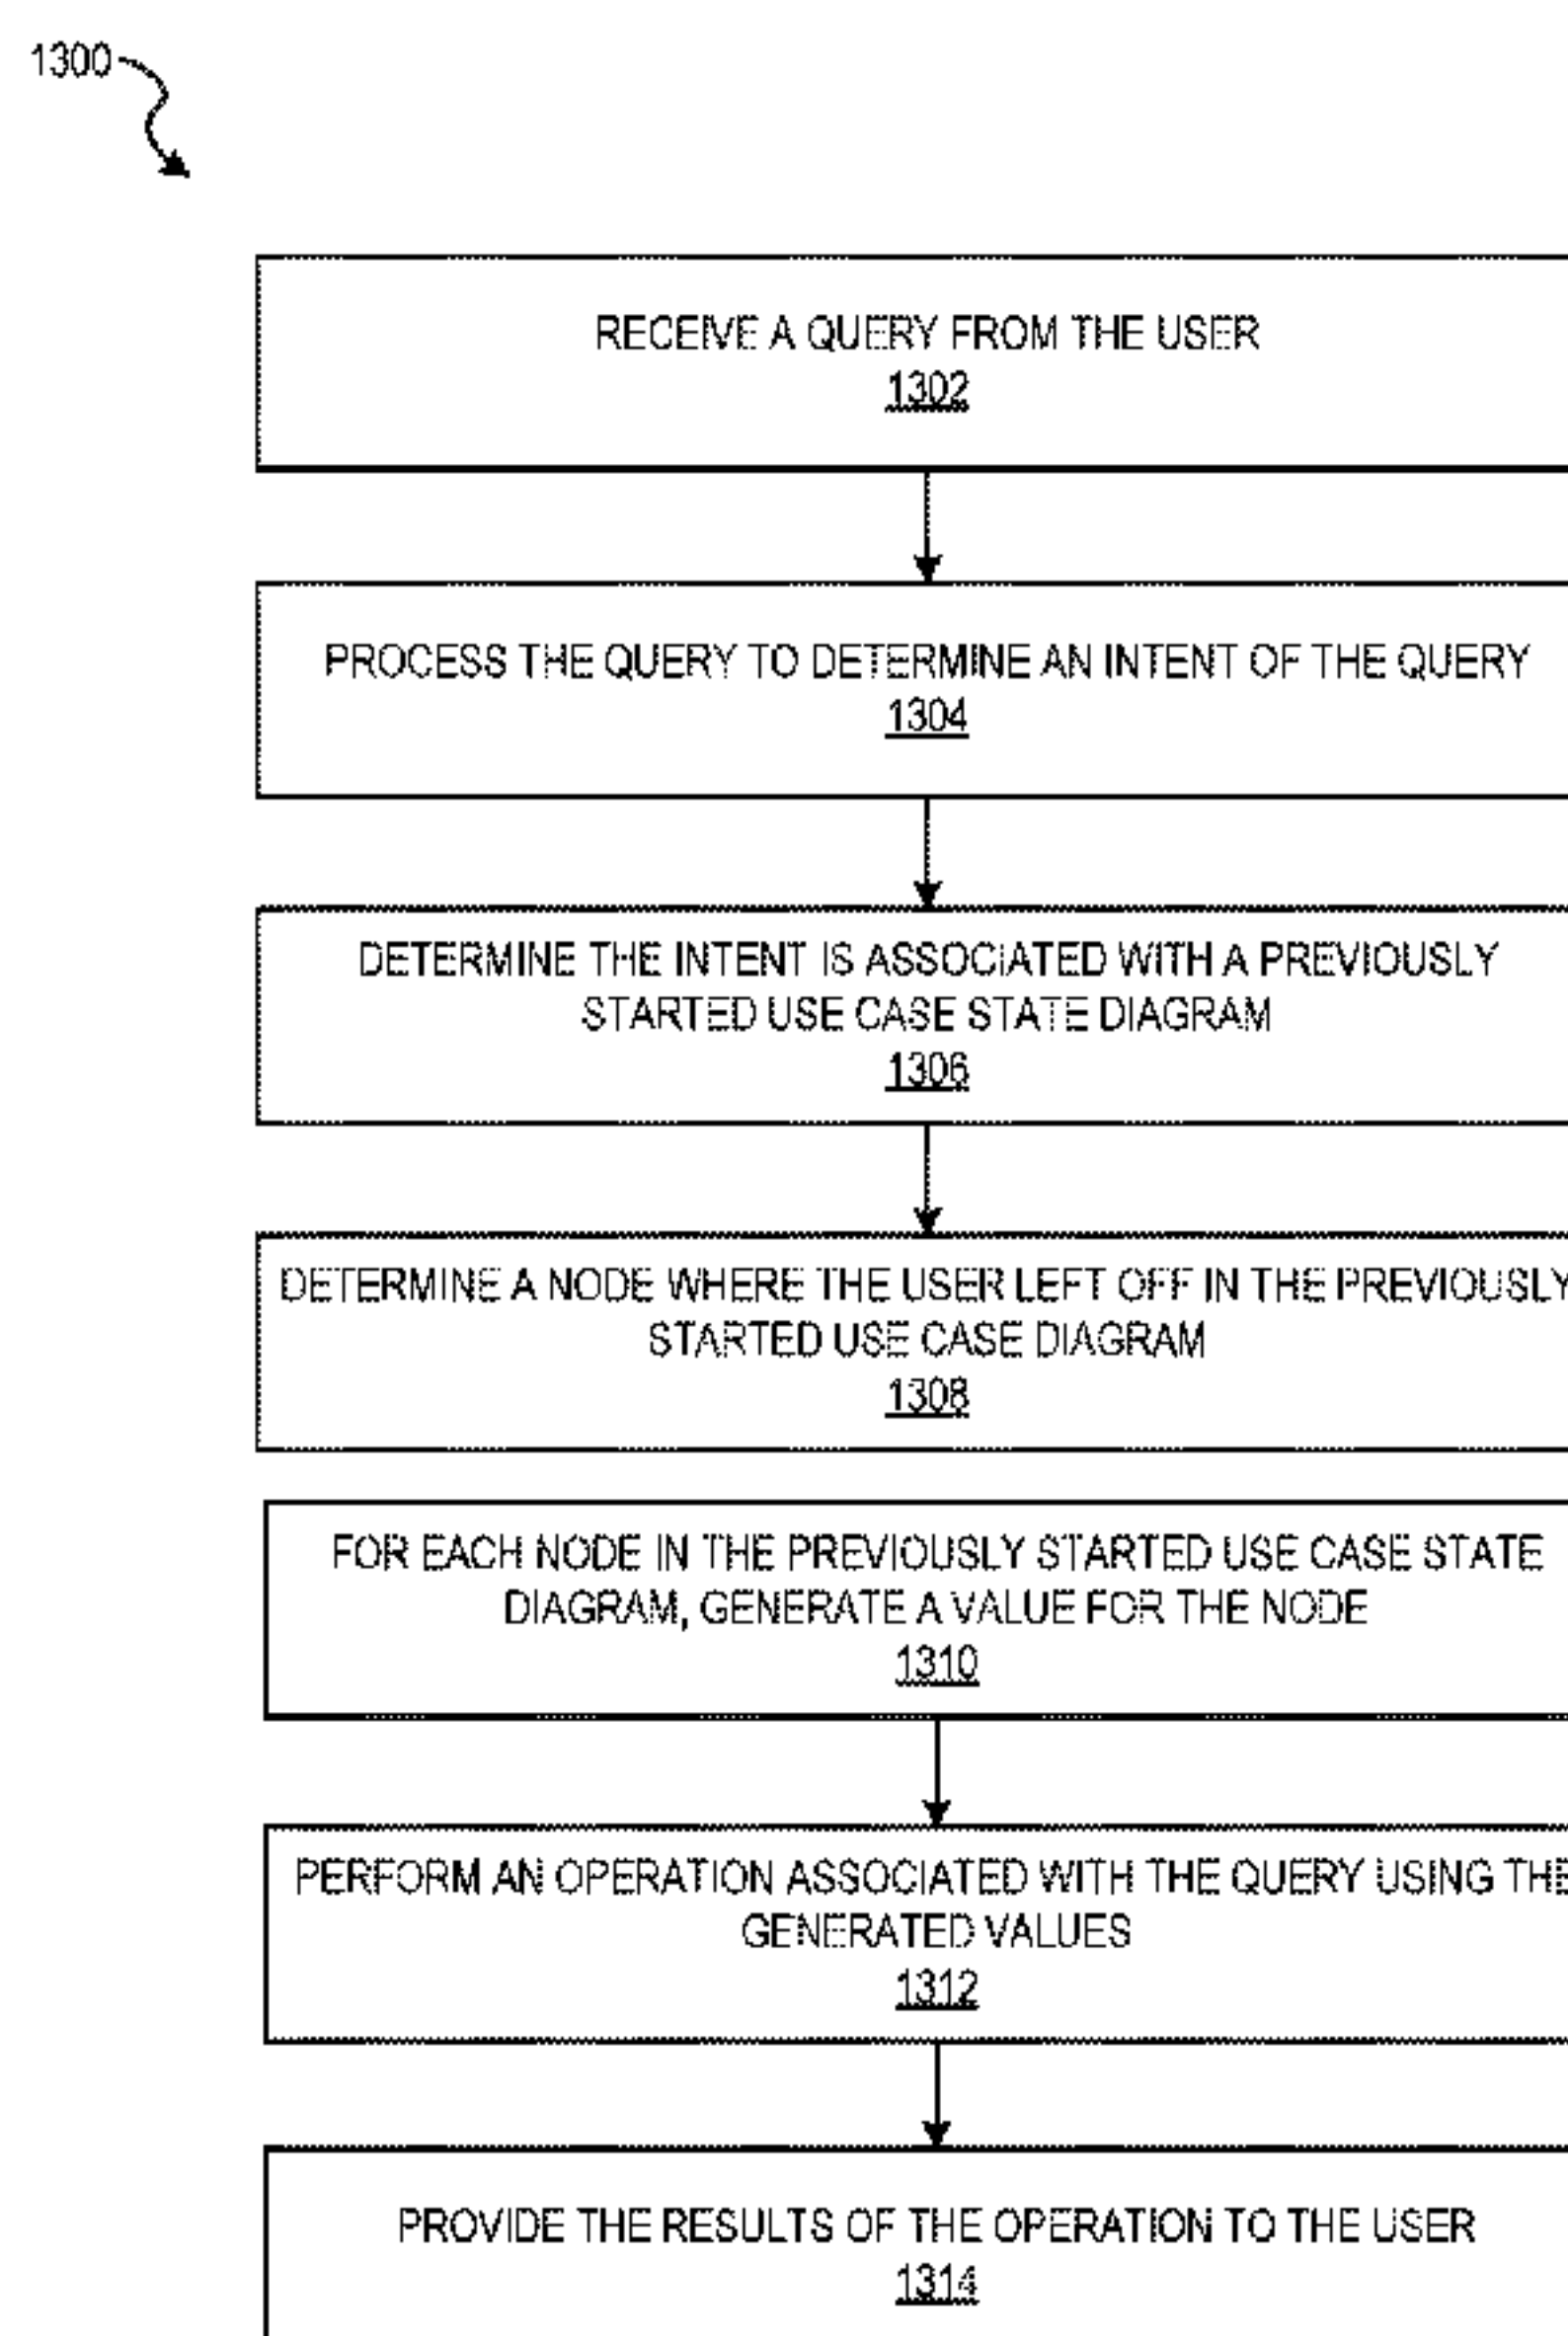 1300
RECEIVE A QUERY FROM THE USER
1302
PROCESS THE QUERY TO DETERMINE AN INTENT OF THE QUERY
1304
DETERMINE THE INTENT IS ASSOCIATED WITH A PREVIOUSLY
STARTED USE CASE STATE DIAGRAM
1306
DETERMINE A NODE WHERE THE USER LEFT OFF IN THE PREVIOUSLY
STARTED USE CASE DIAGRAM
1308
FOR EACH NODE IN THE PREVIOUSLY STARTED USE CASE STATE
DIAGRAM, GENERATE A VALUE FOR THE NODE
1310
PERFORM AN OPERATION ASSOCIATED WITH THE QUERY USING THE
GENERATED VALUES
1312
PROVIDE THE RESULTS OF THE OPERATION TO THE USER
1314